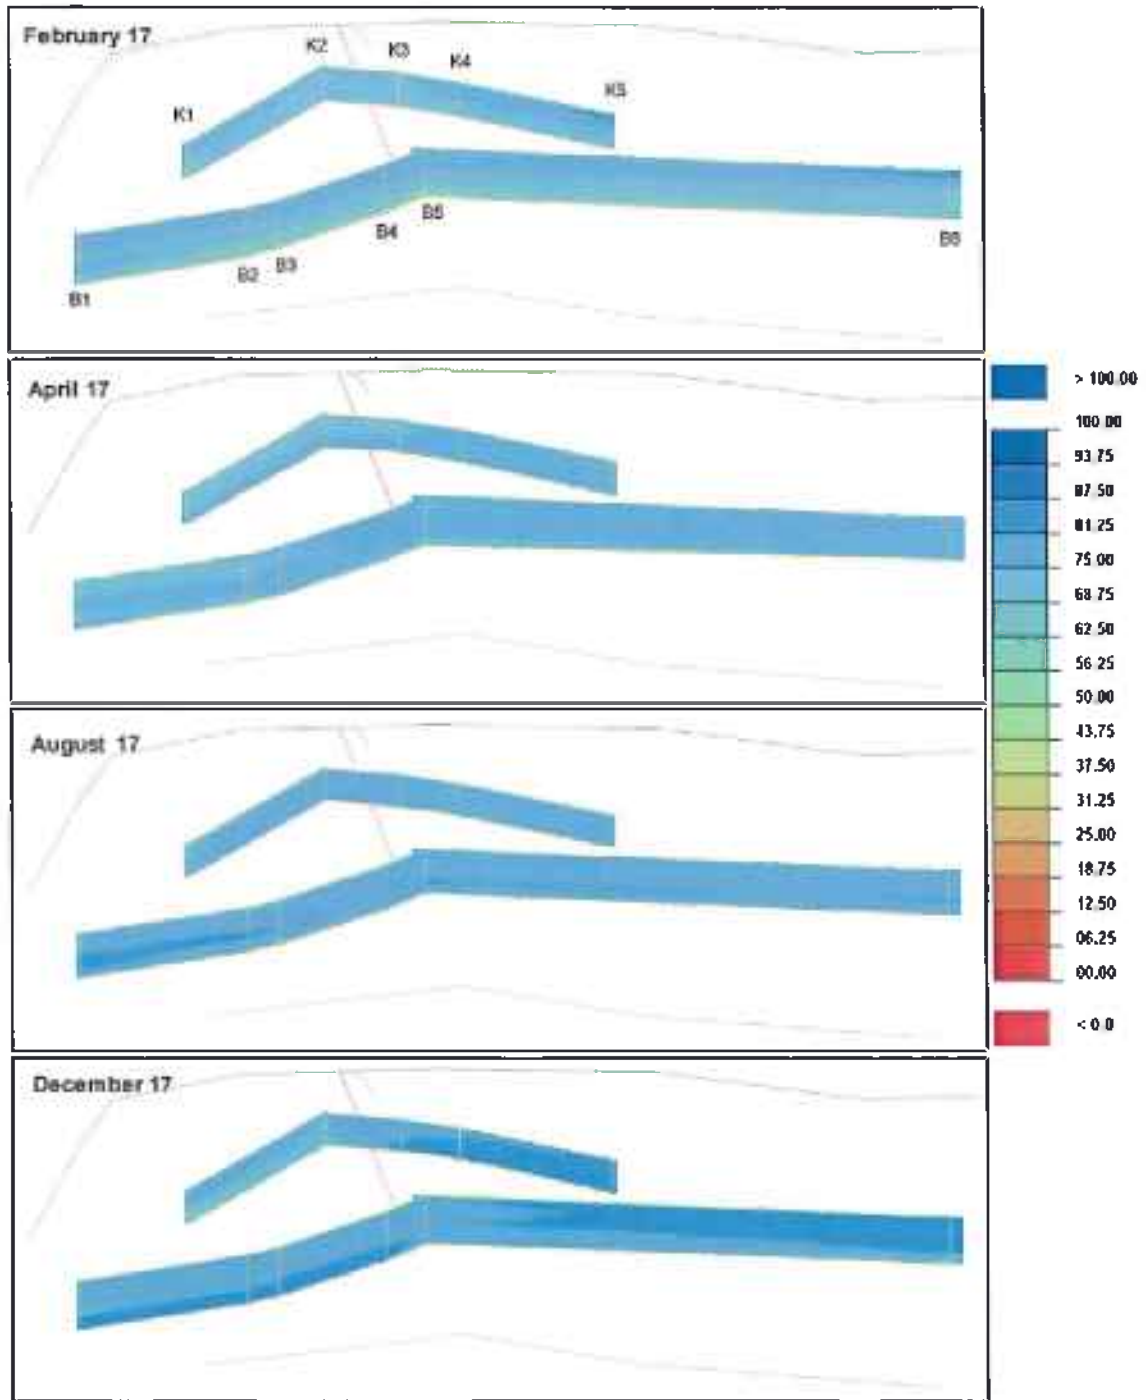 February 17
K1
K2
K3
K4
K5
B1
B2
B3
B4
B5
B6
April 17
August 17
December 17
> 100.00
100.00
93.75
87.50
81.25
75.00
68.75
62.50
56.25
50.00
43.75
37.50
31.25
25.00
18.75
12.50
06.25
00.00
< 0.0